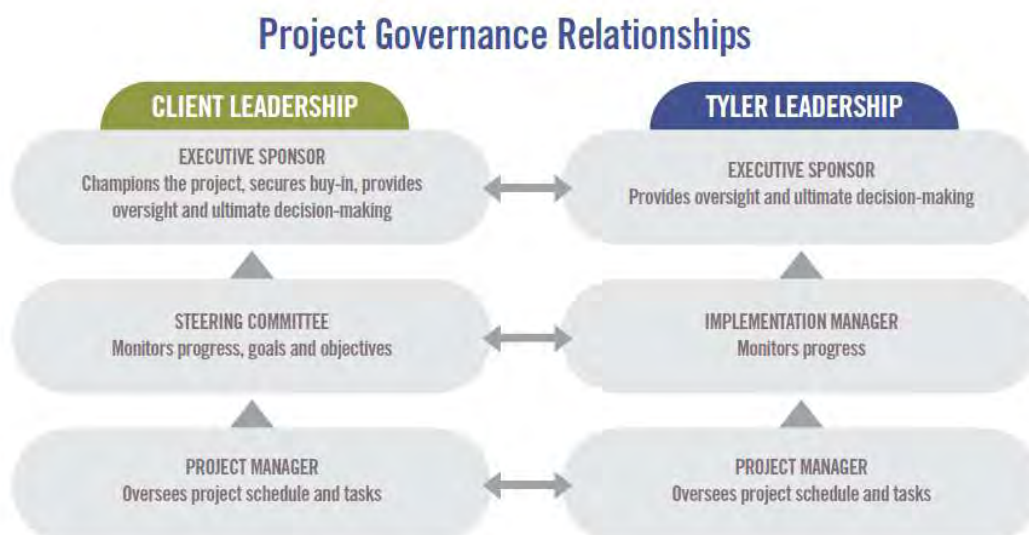 Project Governance Relationships
CLIENT LEADERSHIP
TYLER LEADERSHIP
EXECUTIVE SPONSOR
Champions the project, secures buy-in, provides
oversight and ultimate decision-making
EXECUTIVE SPONSOR
Provides oversight and ultimate decision-making
STEERING COMMITTEE
Monitors progress, goals and objectives
IMPLEMENTATION MANAGER
Monitors progress
PROJECT MANAGER
Oversees project schedule and tasks
PROJECT MANAGER
Oversees project schedule and tasks